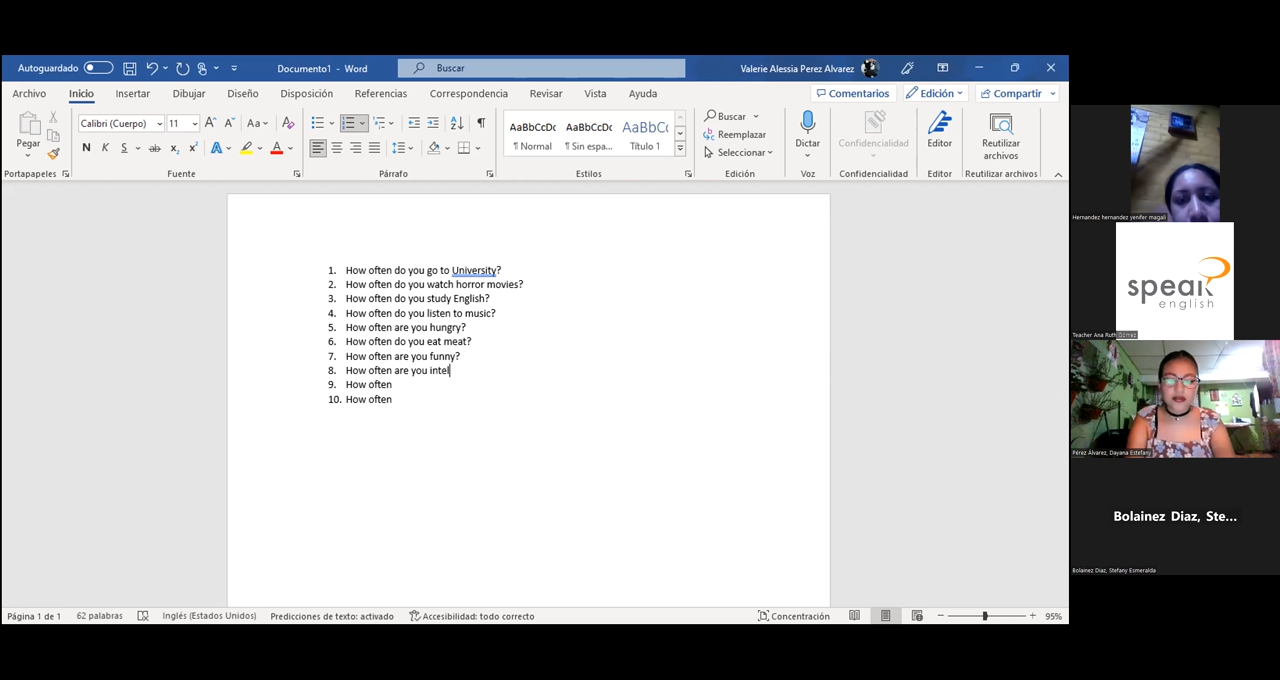 Autoguardado Documento1 - Word Buscar Valerie Alessia Perez Alvarez
Archivo Inicio Insertar Dibujar Diseño Disposición Referencias Correspondencia Revisar Vista Ayuda Comentarios Edición Compartir
Calibri (Cuerpo) 11 Aa
Pegar
N K S ab x₂ x² A A
AaBbCcDc AaBbCcDc AaBbC
¶ Normal ¶ Sin espa... Título 1
Buscar
Reemplazar
Seleccionar
Dictar
Confidencialidad
Editor
Reutilizar
archivos
Portapapeles Fuente Párrafo Estilos Edición Voz Confidencialidad Editor Reutilizar archivos
1. How often do you go to University?
2. How often do you watch horror movies?
3. How often do you study English?
4. How often do you listen to music?
5. How often are you hungry?
6. How often do you eat meat?
7. How often are you funny?
8. How often are you intel
9. How often
10. How often
Página 1 de 1 62 palabras Inglés (Estados Unidos) Predicciones de texto: activado Accesibilidad: todo correcto Concentración 95%
Hernandez hernandez yenifer magali
speak
english
Teacher Ana Ruth Gómez
Pérez Álvarez, Dayana Estefany
Bolainez Diaz, Ste...
Bolainez Diaz, Stefany Esmeralda